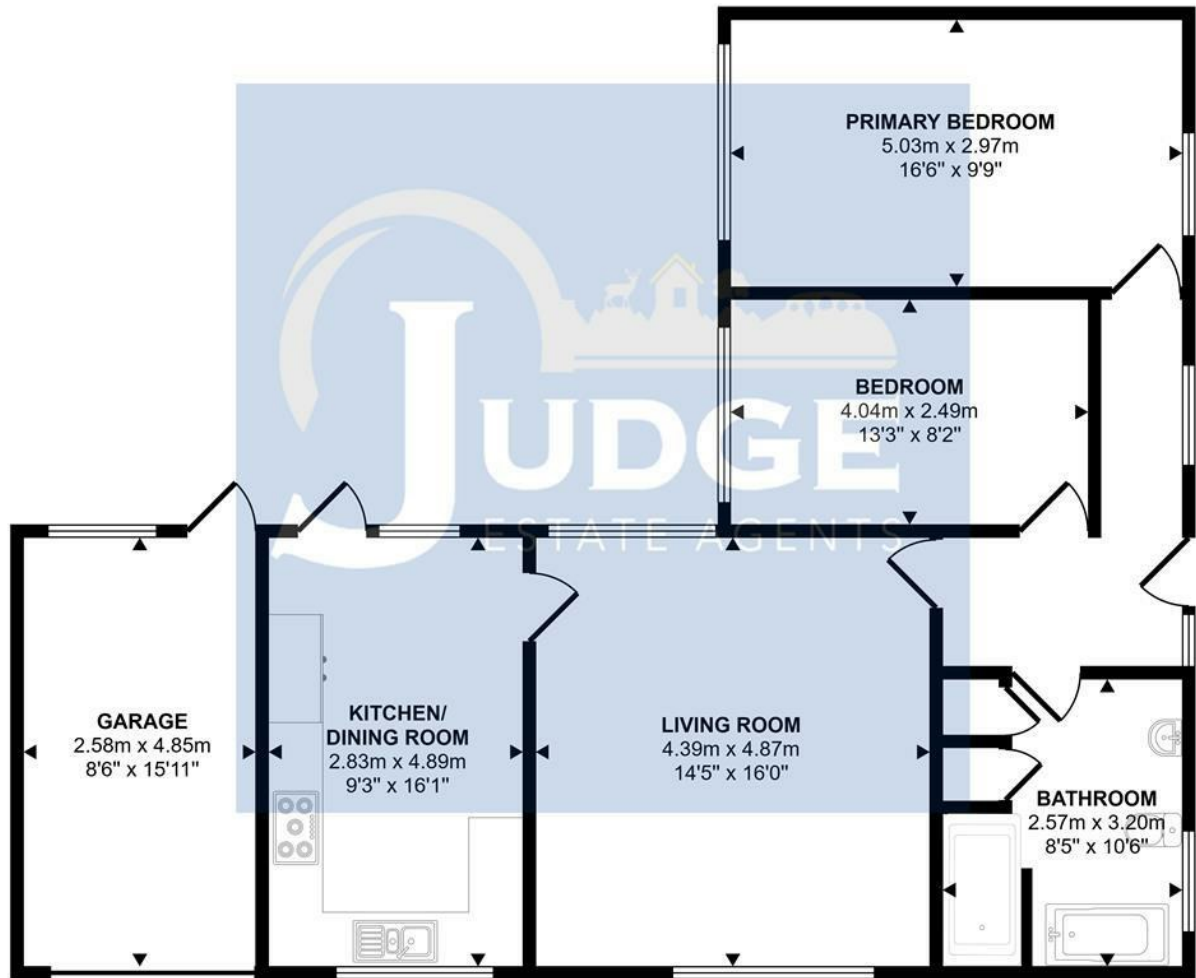 PRIMARY BEDROOM
5.03m x 2.97m
16'6" x 9'9"
BEDROOM
4.04m x 2.49m
13'3" x 8'2"
JUDGE
ESTATE AGENTS
GARAGE
2.58m x 4.85m
8'6" x 15'11"
KITCHEN/
DINING ROOM
2.83m x 4.89m
9'3" x 16'1"
LIVING ROOM
4.39m x 4.87m
14'5" x 16'0"
BATHROOM
2.57m x 3.20m
8'5" x 10'6"